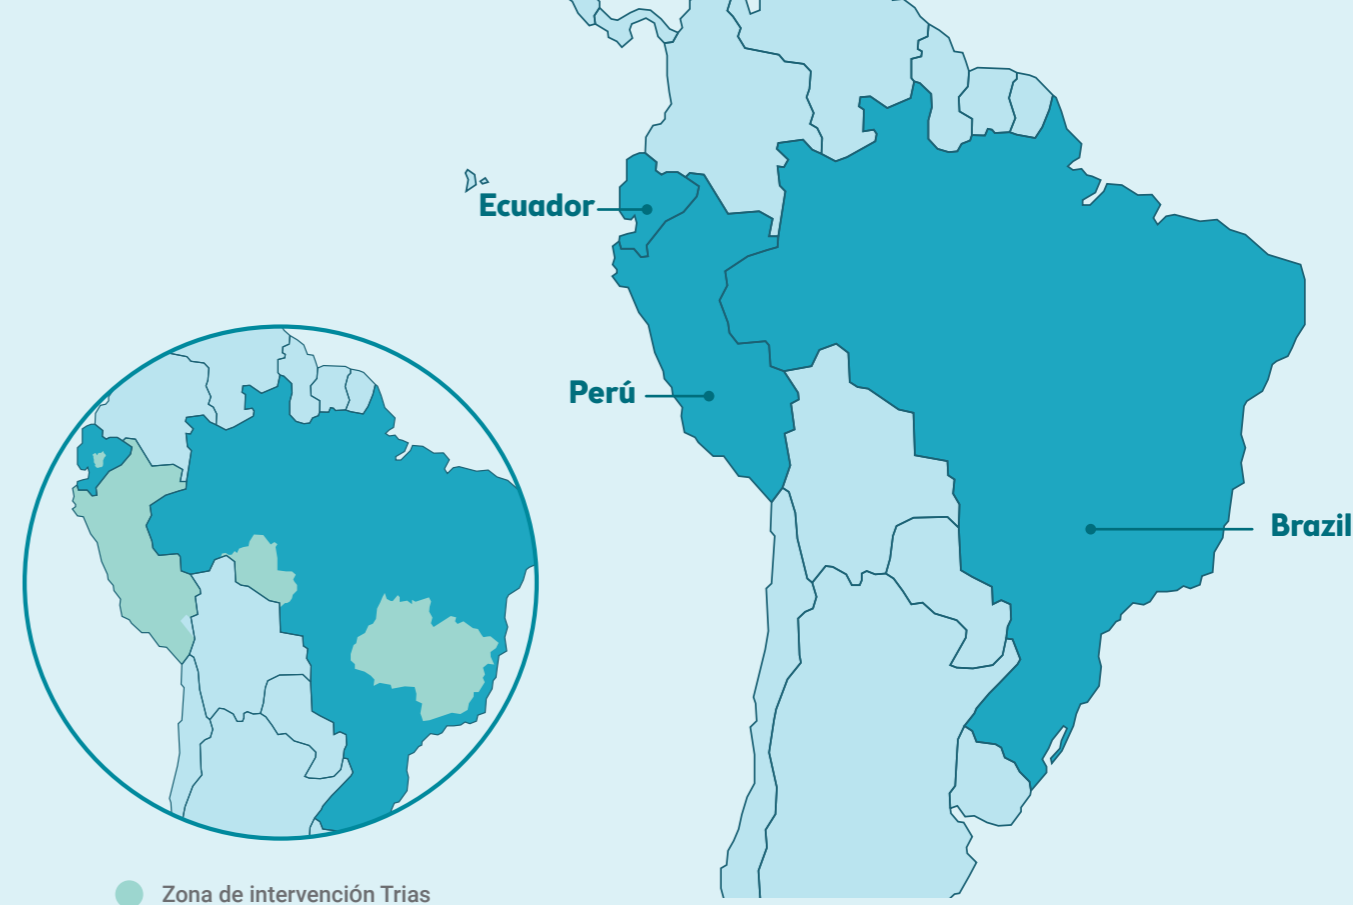 Ecuador
Perú
Brazil
Zona de intervención Trias